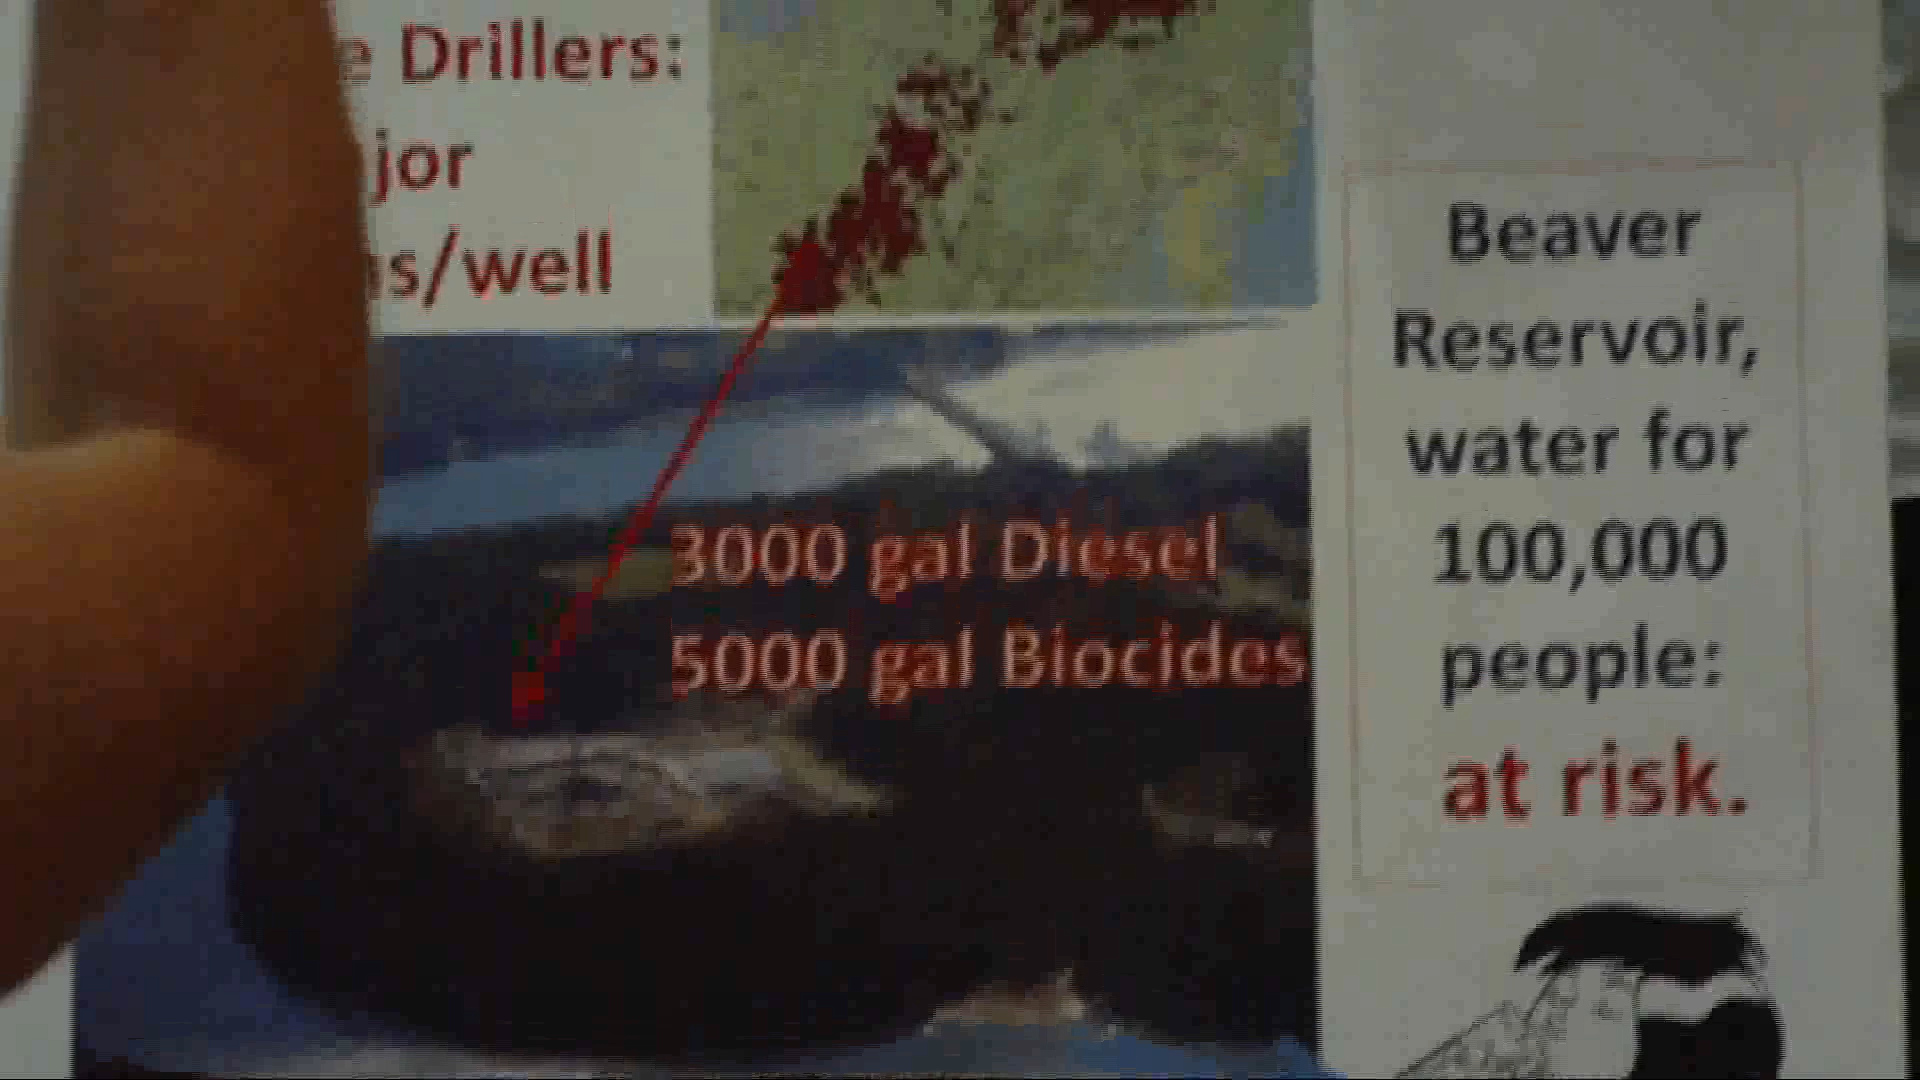 e Drillers:
jor
s/well
3000 gal Diesel
5000 gal Biocides
Beaver
Reservoir,
water for
100,000
people:
at risk.